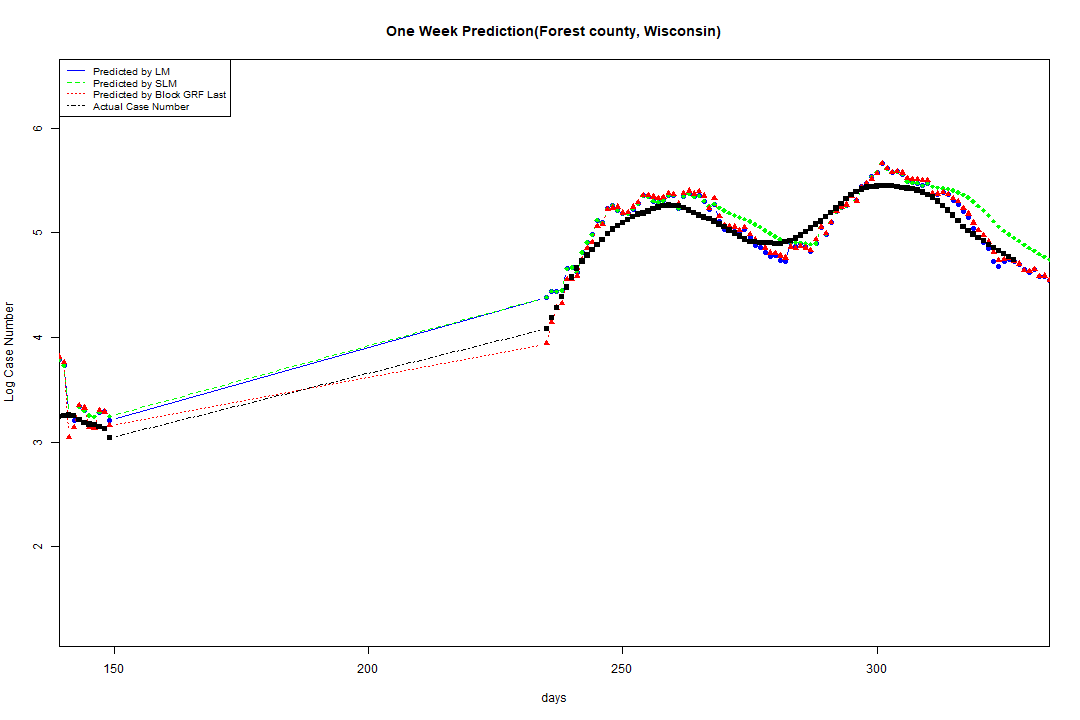 One Week Prediction(Forest county, Wisconsin)
Predicted by LM
Predicted by SLM
Predicted by Block GRF Last
Actual Case Number
6
5
4
3
2
Log Case Number
150
200
250
300
days